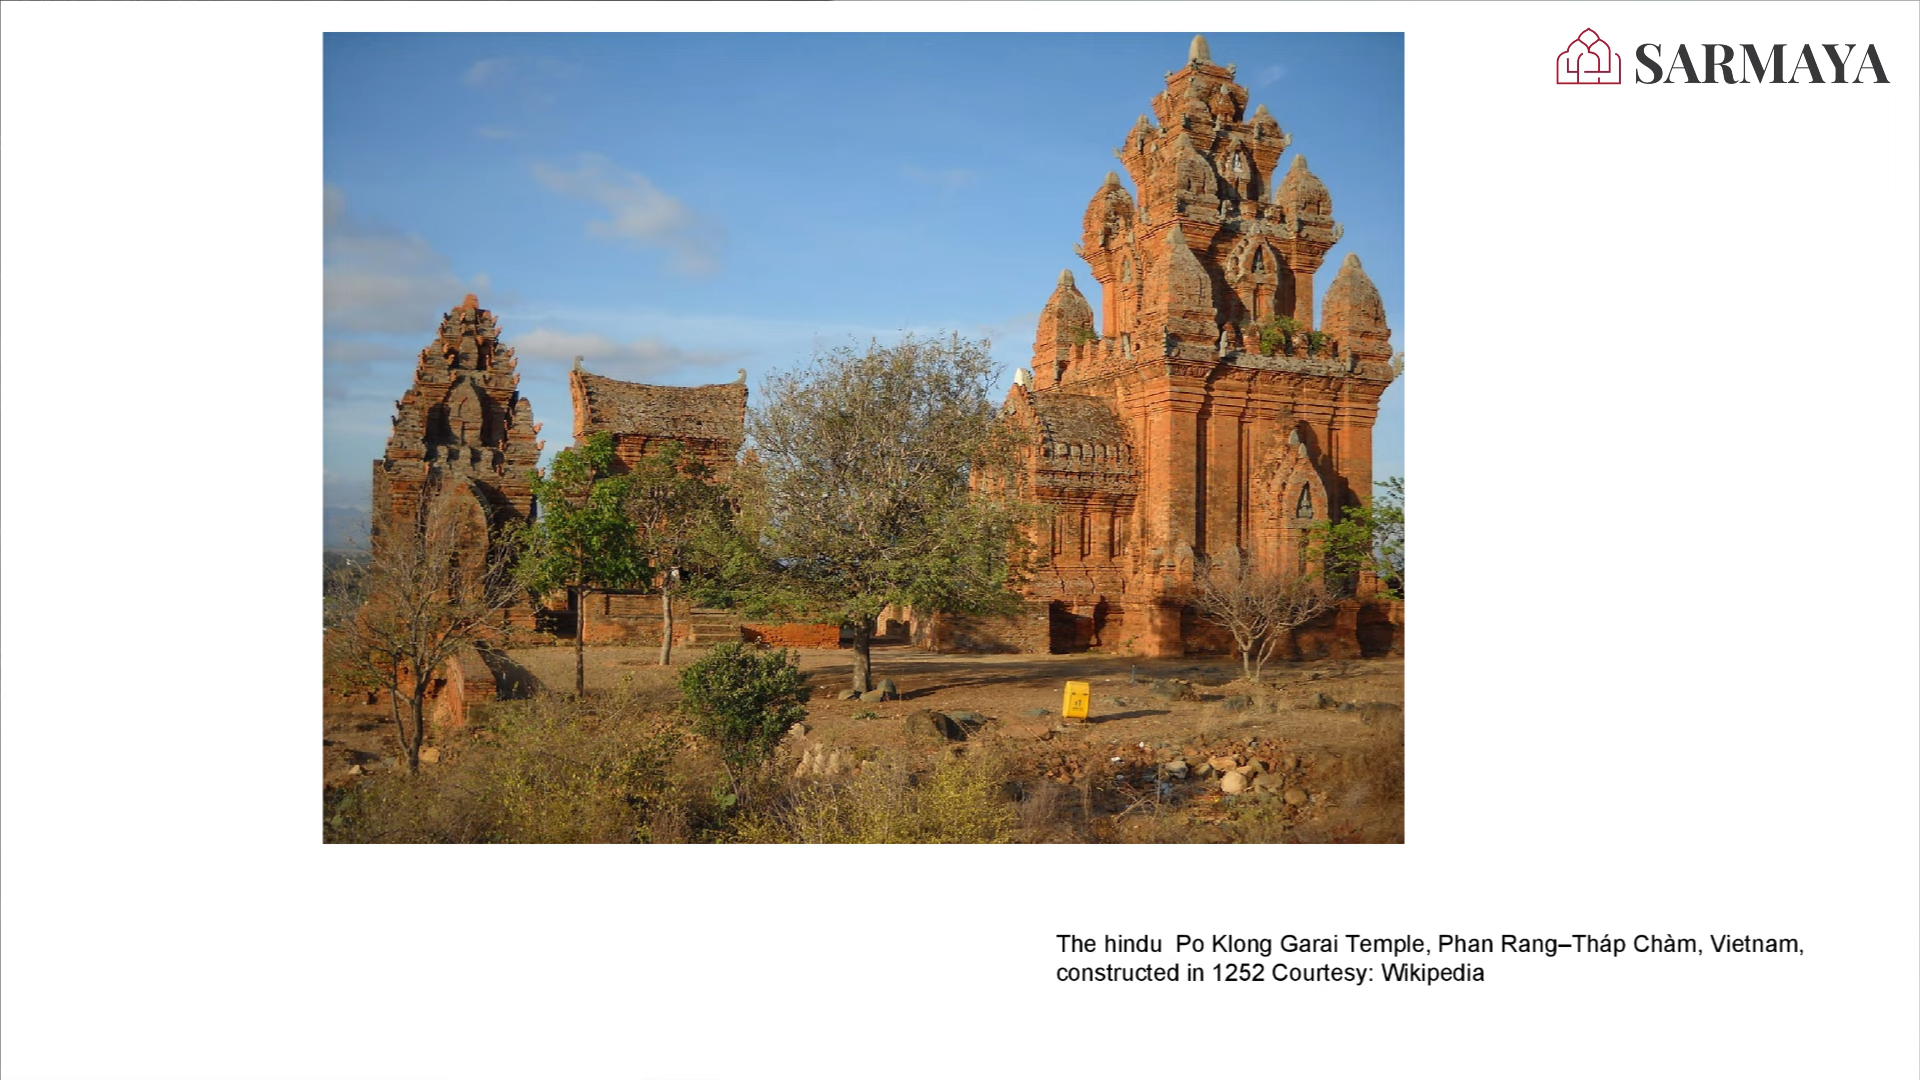 SARMAYA
The hindu  Po Klong Garai Temple, Phan Rang–Tháp Chàm, Vietnam,
constructed in 1252 Courtesy: Wikipedia